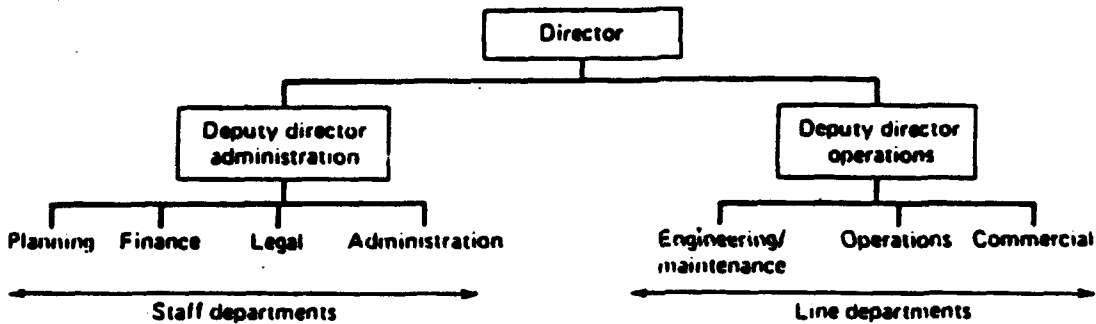 Director
Deputy director
administration
Deputy director
operations
Planning Finance Legal Administration
Engineering/
maintenance
Operations Commercial
Staff departments
Line departments